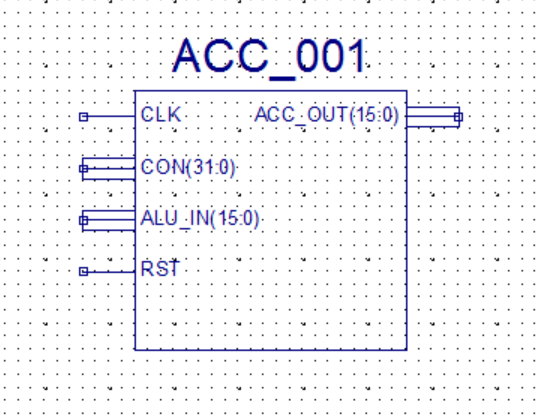 ACC_001
CLK ACC_OUT(15:0)
CON(31:0)
ALU_IN(15:0)
RST